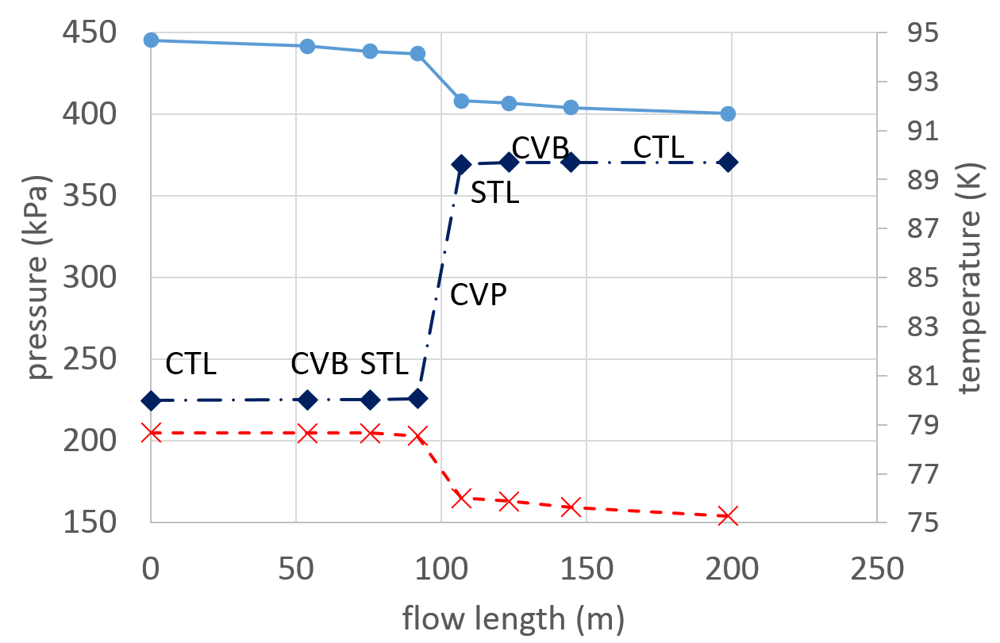 450
400
350
300
250
200
150
pressure (kPa)
95
93
91
89
87
85
83
81
79
77
75
temperature (K)
CVB
CTL
STL
CVP
CTL
CVB
STL
0
50
100
150
200
250
flow length (m)